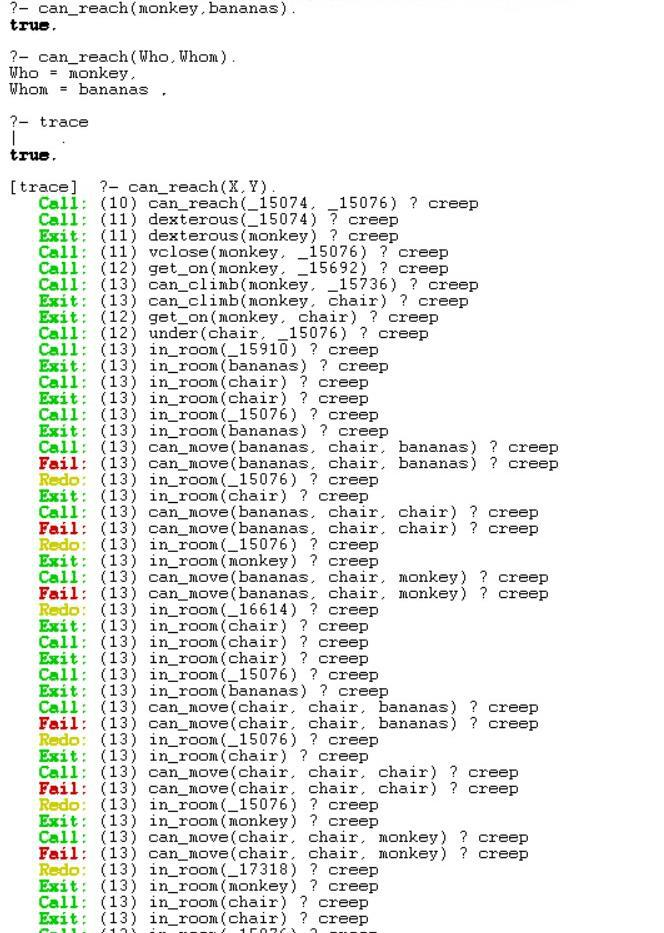 ?- can_reach(monkey,bananas).
true.
?- can_reach(Who,Whom).
Who = monkey,
Whom = bananas .
?- trace
|    .
true.
[trace]  ?- can_reach(X,Y).
Call: (10) can_reach(_15074, _15076) ? creep
Call: (11) dexterous(_15074) ? creep
Exit: (11) dexterous(monkey) ? creep
Call: (11) vclose(monkey, _15076) ? creep
Call: (12) get_on(monkey, _15692) ? creep
Call: (13) can_climb(monkey, _15736) ? creep
Exit: (13) can_climb(monkey, chair) ? creep
Exit: (12) get_on(monkey, chair) ? creep
Call: (12) under(chair, _15076) ? creep
Call: (13) in_room(_15910) ? creep
Exit: (13) in_room(bananas) ? creep
Call: (13) in_room(chair) ? creep
Exit: (13) in_room(chair) ? creep
Call: (13) in_room(_15076) ? creep
Exit: (13) in_room(bananas) ? creep
Call: (13) can_move(bananas, chair, bananas) ? creep
Fail: (13) can_move(bananas, chair, bananas) ? creep
Redo: (13) in_room(_15076) ? creep
Exit: (13) in_room(chair) ? creep
Call: (13) can_move(bananas, chair, chair) ? creep
Fail: (13) can_move(bananas, chair, chair) ? creep
Redo: (13) in_room(_15076) ? creep
Exit: (13) in_room(monkey) ? creep
Call: (13) can_move(bananas, chair, monkey) ? creep
Fail: (13) can_move(bananas, chair, monkey) ? creep
Redo: (13) in_room(_16614) ? creep
Exit: (13) in_room(chair) ? creep
Call: (13) in_room(chair) ? creep
Exit: (13) in_room(chair) ? creep
Call: (13) in_room(_15076) ? creep
Exit: (13) in_room(bananas) ? creep
Call: (13) can_move(chair, chair, bananas) ? creep
Fail: (13) can_move(chair, chair, bananas) ? creep
Redo: (13) in_room(_15076) ? creep
Exit: (13) in_room(chair) ? creep
Call: (13) can_move(chair, chair, chair) ? creep
Fail: (13) can_move(chair, chair, chair) ? creep
Redo: (13) in_room(_15076) ? creep
Exit: (13) in_room(monkey) ? creep
Call: (13) can_move(chair, chair, monkey) ? creep
Fail: (13) can_move(chair, chair, monkey) ? creep
Redo: (13) in_room(_17318) ? creep
Exit: (13) in_room(monkey) ? creep
Call: (13) in_room(chair) ? creep
Exit: (13) in_room(chair) ? creep